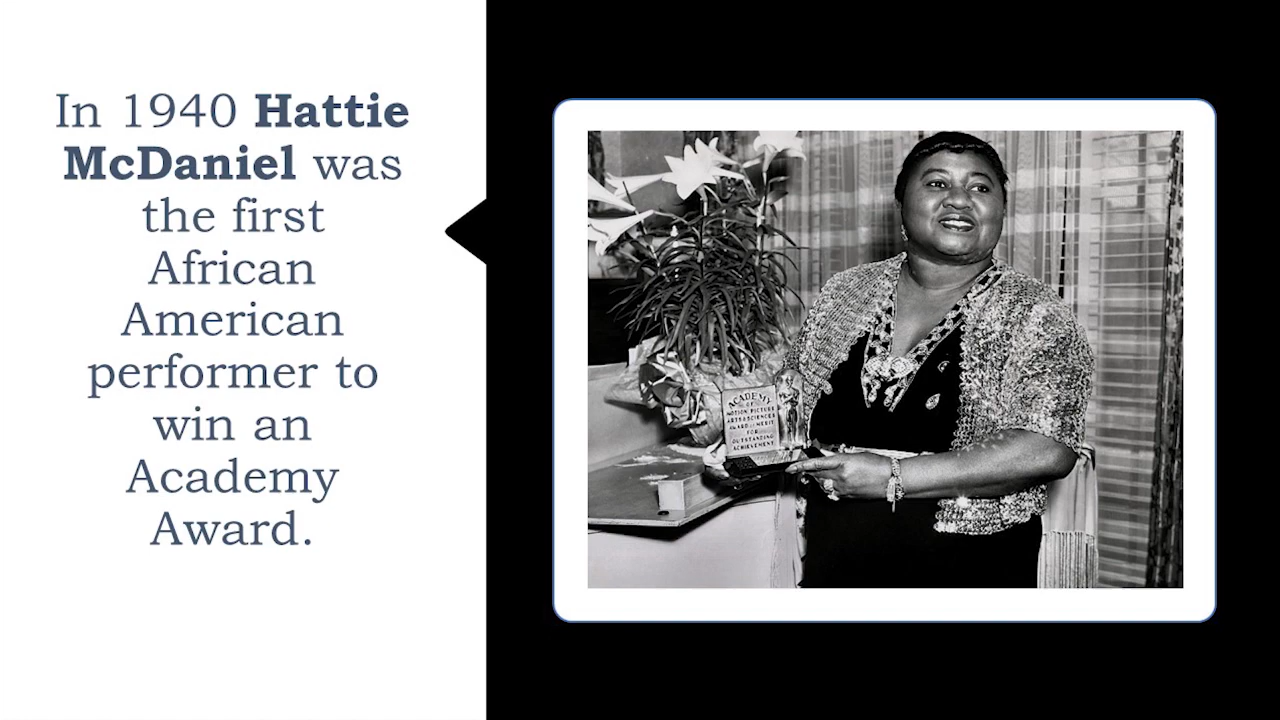 In 1940 Hattie
McDaniel was
the first
African
American
performer to
win an
Academy
Award.
ACADEMY
OF
MOTION PICTURE
ARTS & SCIENCES
AWARD OF MERIT
FOR
OUTSTANDING
ACHIEVEMENT